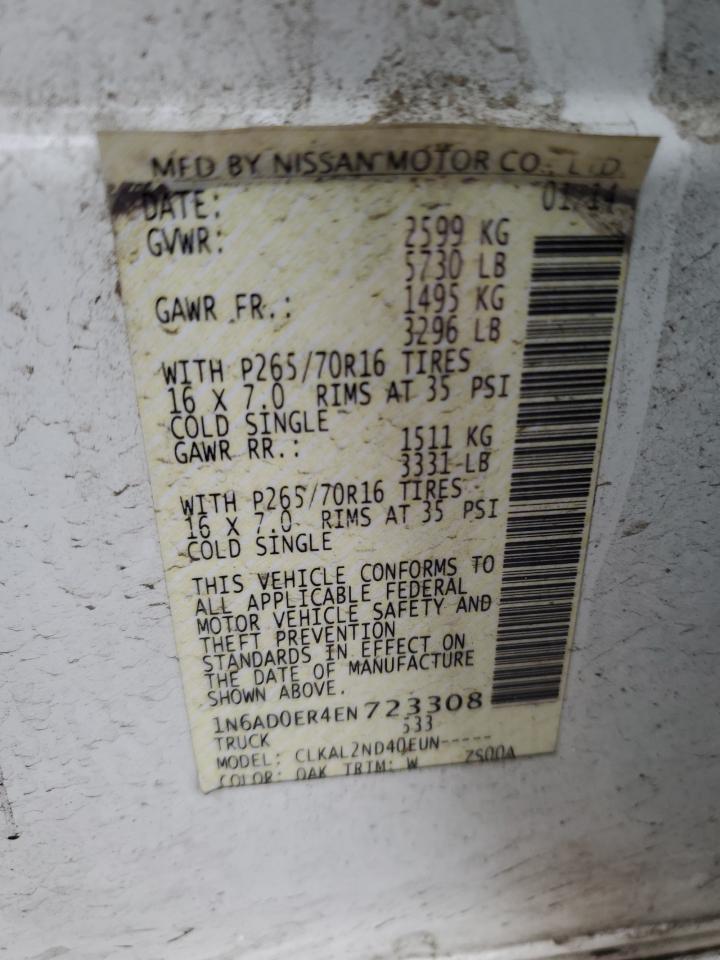 MFD BY NISSAN MOTOR CO., LTD.
DATE: 01/14
GVWR: 2599 KG
5730 LB
GAWR FR.: 1495 KG
3296 LB
WITH P265/70R16 TIRES
16 X 7.0 RIMS AT 35 PSI
COLD SINGLE
GAWR RR.: 1511 KG
3331 LB
WITH P265/70R16 TIRES
16 X 7.0 RIMS AT 35 PSI
COLD SINGLE
THIS VEHICLE CONFORMS TO
ALL APPLICABLE FEDERAL
MOTOR VEHICLE SAFETY AND
THEFT PREVENTION
STANDARDS IN EFFECT ON
THE DATE OF MANUFACTURE
SHOWN ABOVE.
1N6AD0ER4EN723308
TRUCK 533
MODEL: CLKAL2ND40EUN-----
COLOR: QAK TRIM: W ZS00A